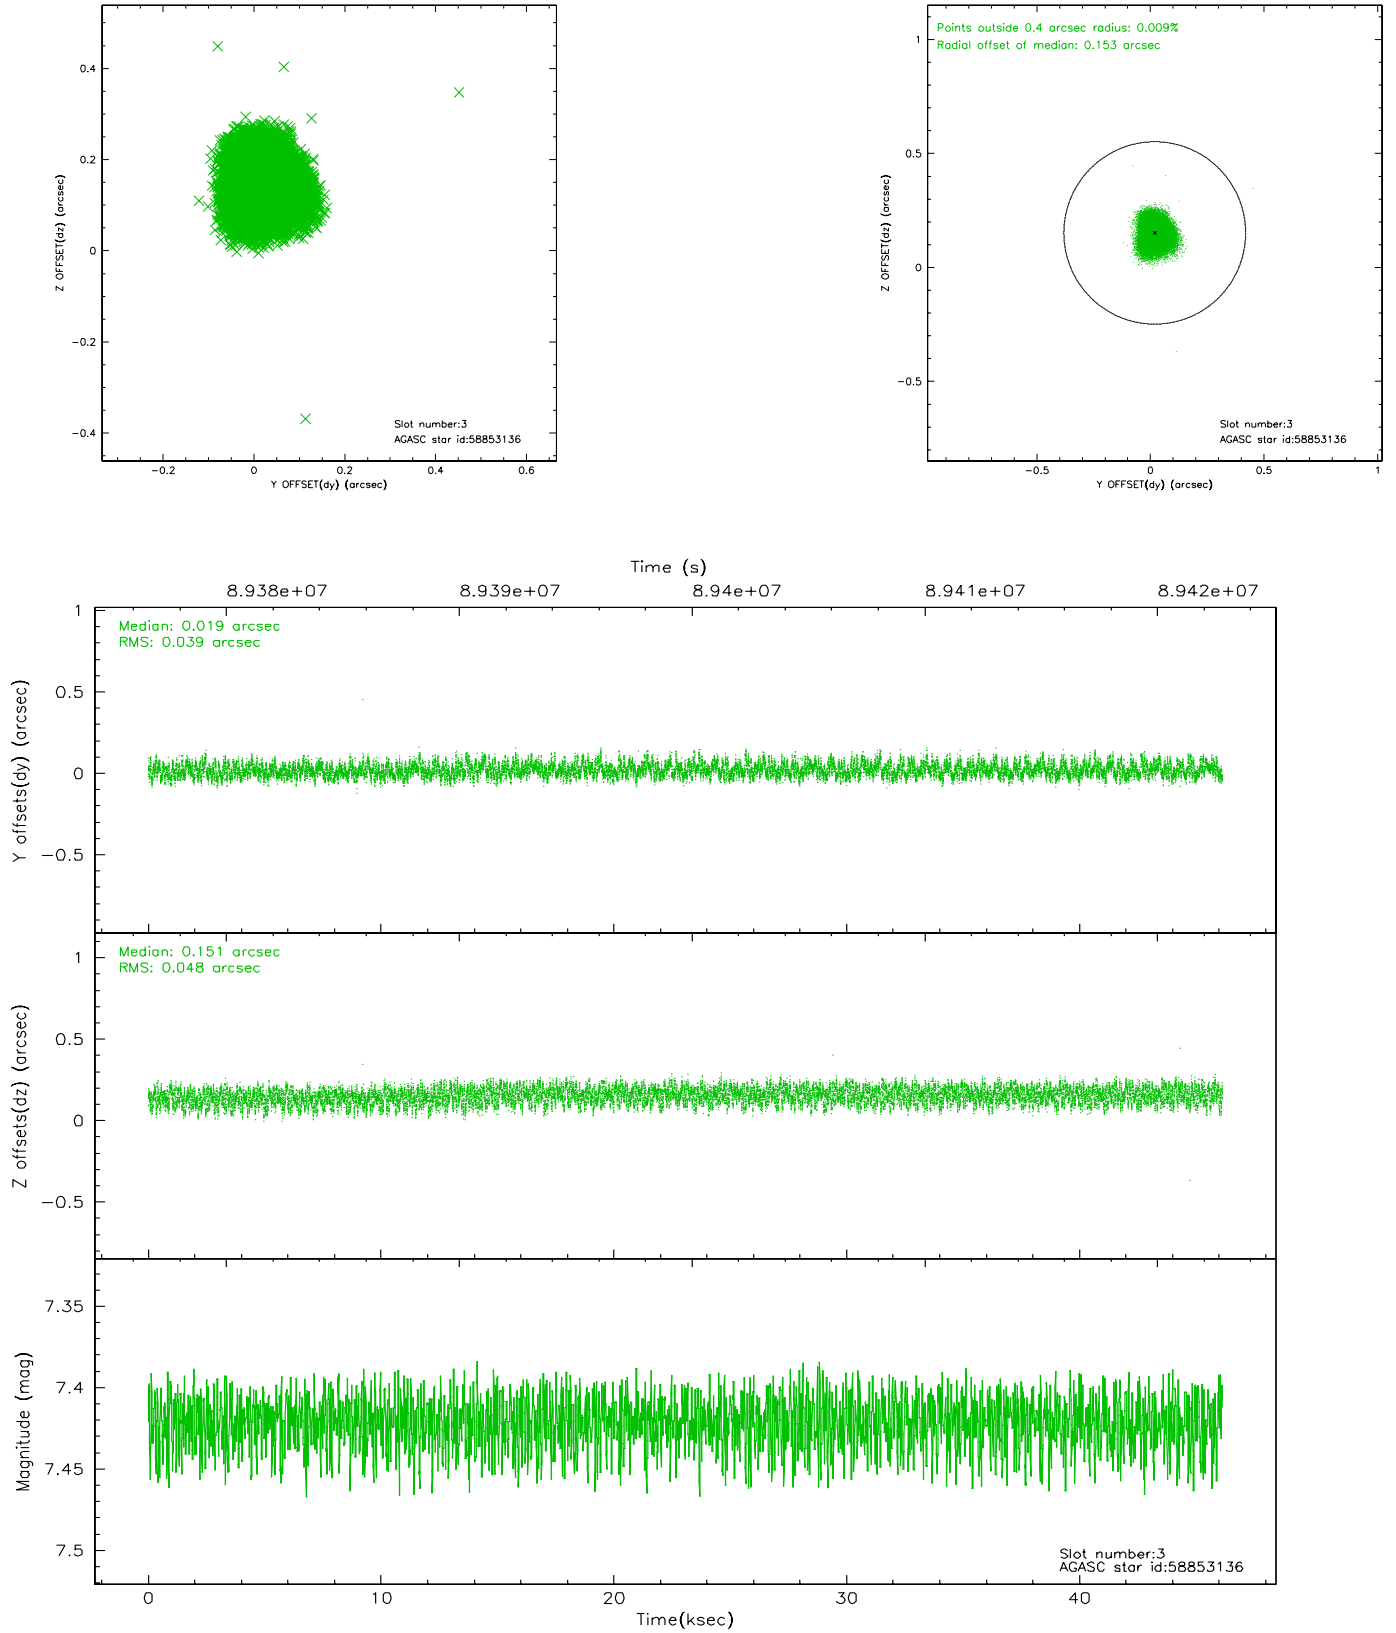 0.4
0.2
0
−0.2
−0.4
Z OFFSET(dz) (arcsec)
Slot number:3
AGASC star id:58853136
−0.2 0 0.2 0.4 0.6
Y OFFSET(dy) (arcsec)
Points outside 0.4 arcsec radius: 0.009%
Radial offset of median: 0.153 arcsec
1
0.5
0
−0.5
Z OFFSET(dz) (arcsec)
Slot number:3
AGASC star id:58853136
−0.5 0 0.5 1
Y OFFSET(dy) (arcsec)
Time (s)
8.938e+07 8.939e+07 8.94e+07 8.941e+07 8.942e+07
Median: 0.019 arcsec
RMS: 0.039 arcsec
1
0.5
0
−0.5
Y offsets(dy) (arcsec)
Median: 0.151 arcsec
RMS: 0.048 arcsec
1
0.5
0
−0.5
Z offsets(dz) (arcsec)
7.35
7.4
7.45
7.5
Magnitude (mag)
Slot number:3
AGASC star id:58853136
0 10 20 30 40
Time(ksec)